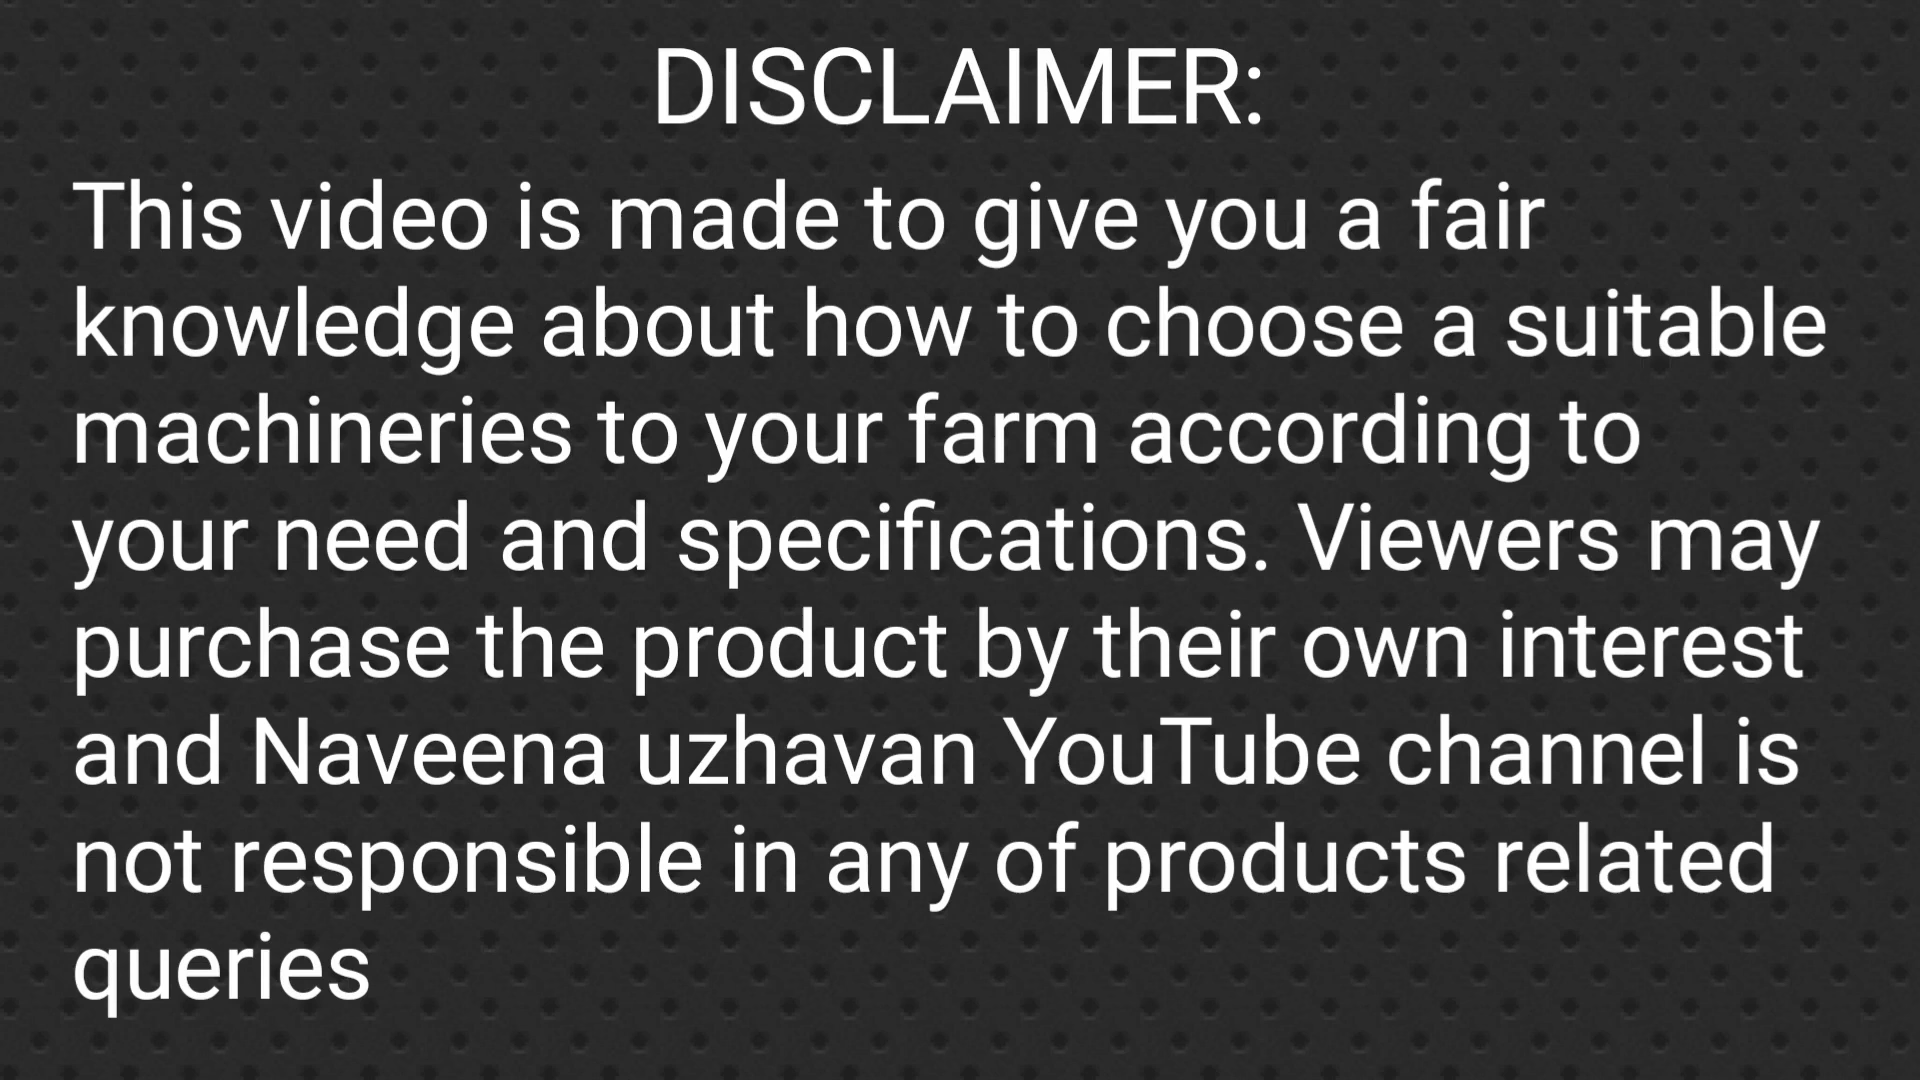 DISCLAIMER:
This video is made to give you a fair
knowledge about how to choose a suitable
machineries to your farm according to
your need and specifications. Viewers may
purchase the product by their own interest
and Naveena uzhavan YouTube channel is
not responsible in any of products related
queries